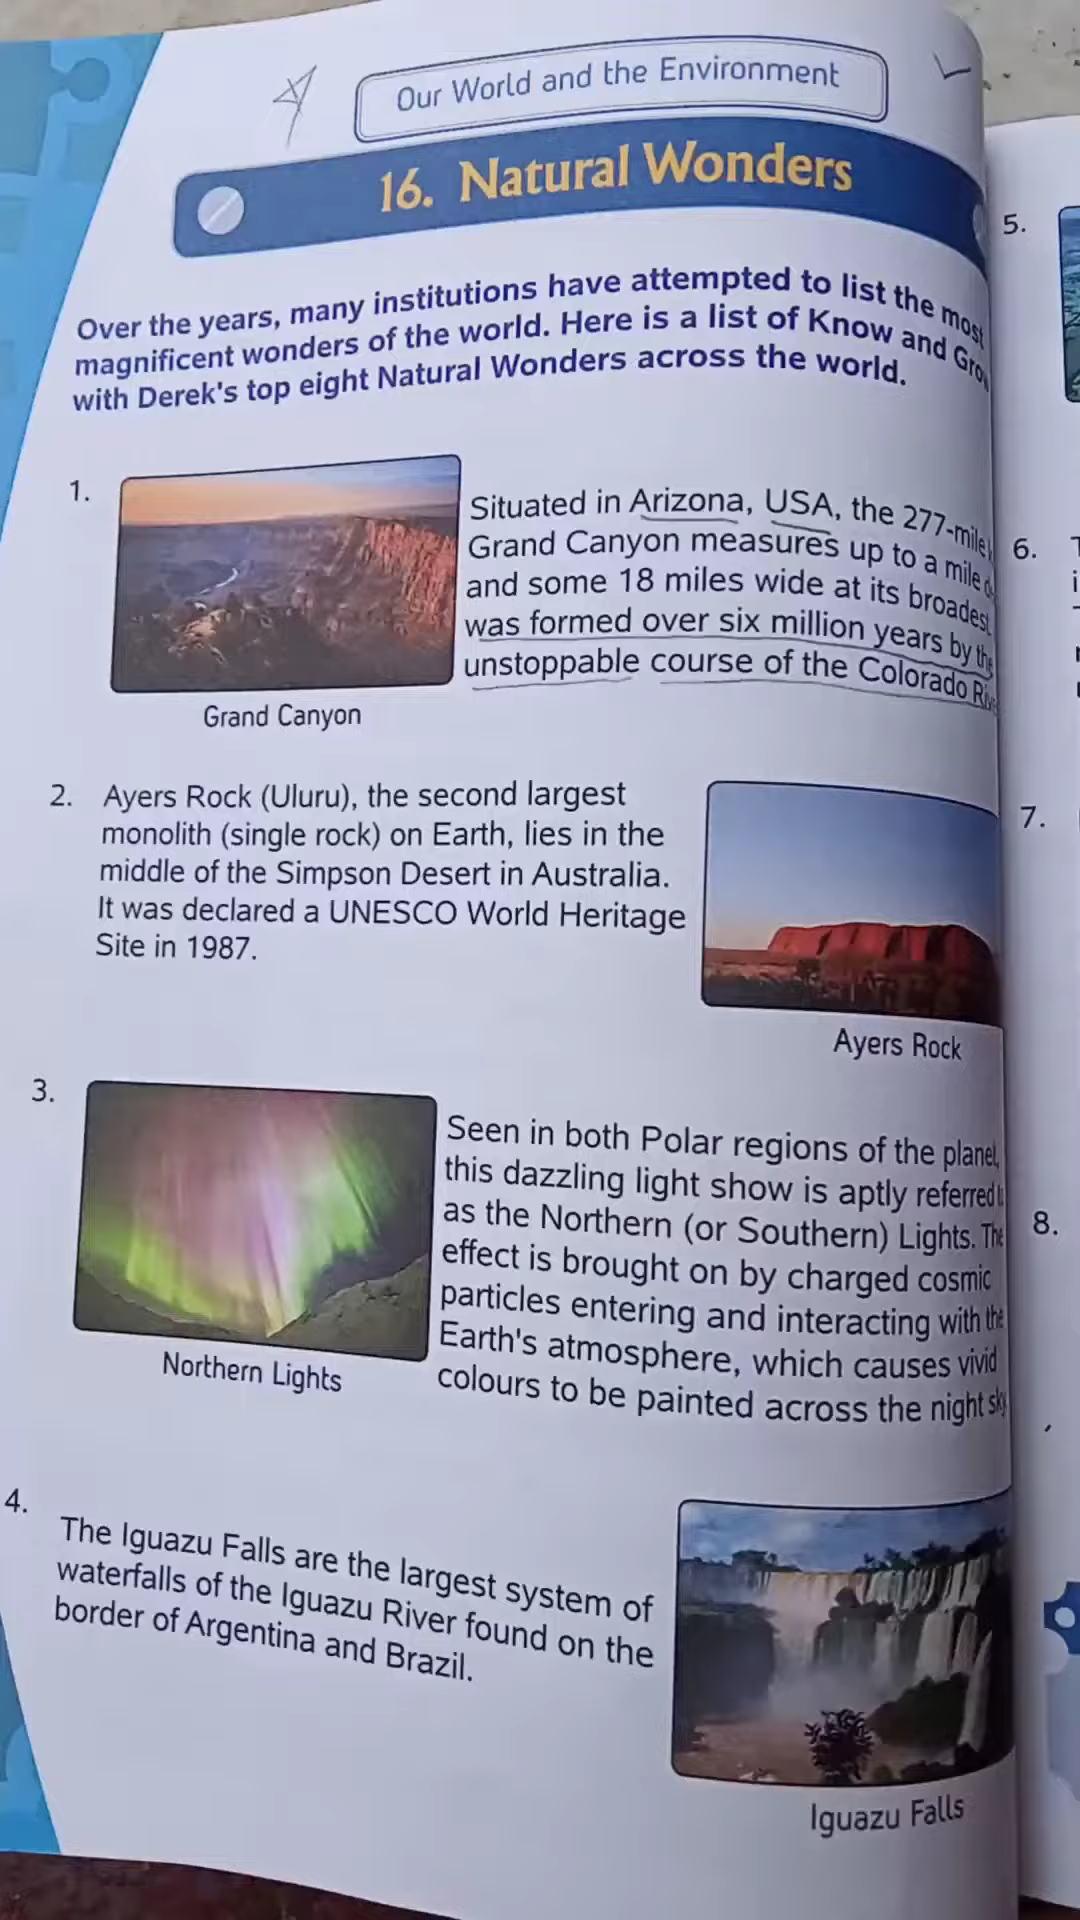 Our World and the Environment
16. Natural Wonders
Over the years, many institutions have attempted to list the most
magnificent wonders of the world. Here is a list of Know and
with Derek's top eight Natural Wonders across the world.
1.
Situated in Arizona, USA, the 277-mile
Grand Canyon measures up to a mile
and some 18 miles wide at its broadest
was formed over six million years by the
unstoppable course of the Colorado
Grand Canyon
2. Ayers Rock (Uluru), the second largest
monolith (single rock) on Earth, lies in the
middle of the Simpson Desert in Australia.
It was declared a UNESCO World Heritage
Site in 1987.
Ayers Rock
3.
Seen in both Polar regions of the planet,
this dazzling light show is aptly referred
as the Northern (or Southern) Lights. The
effect is brought on by charged cosmic
particles entering and interacting with the
Earth's atmosphere, which causes vivid
colours to be painted across the night sky
Northern Lights
4.
The Iguazu Falls are the largest system of
waterfalls of the Iguazu River found on the
border of Argentina and Brazil.
Iguazu Falls
5.
6.
7.
8.